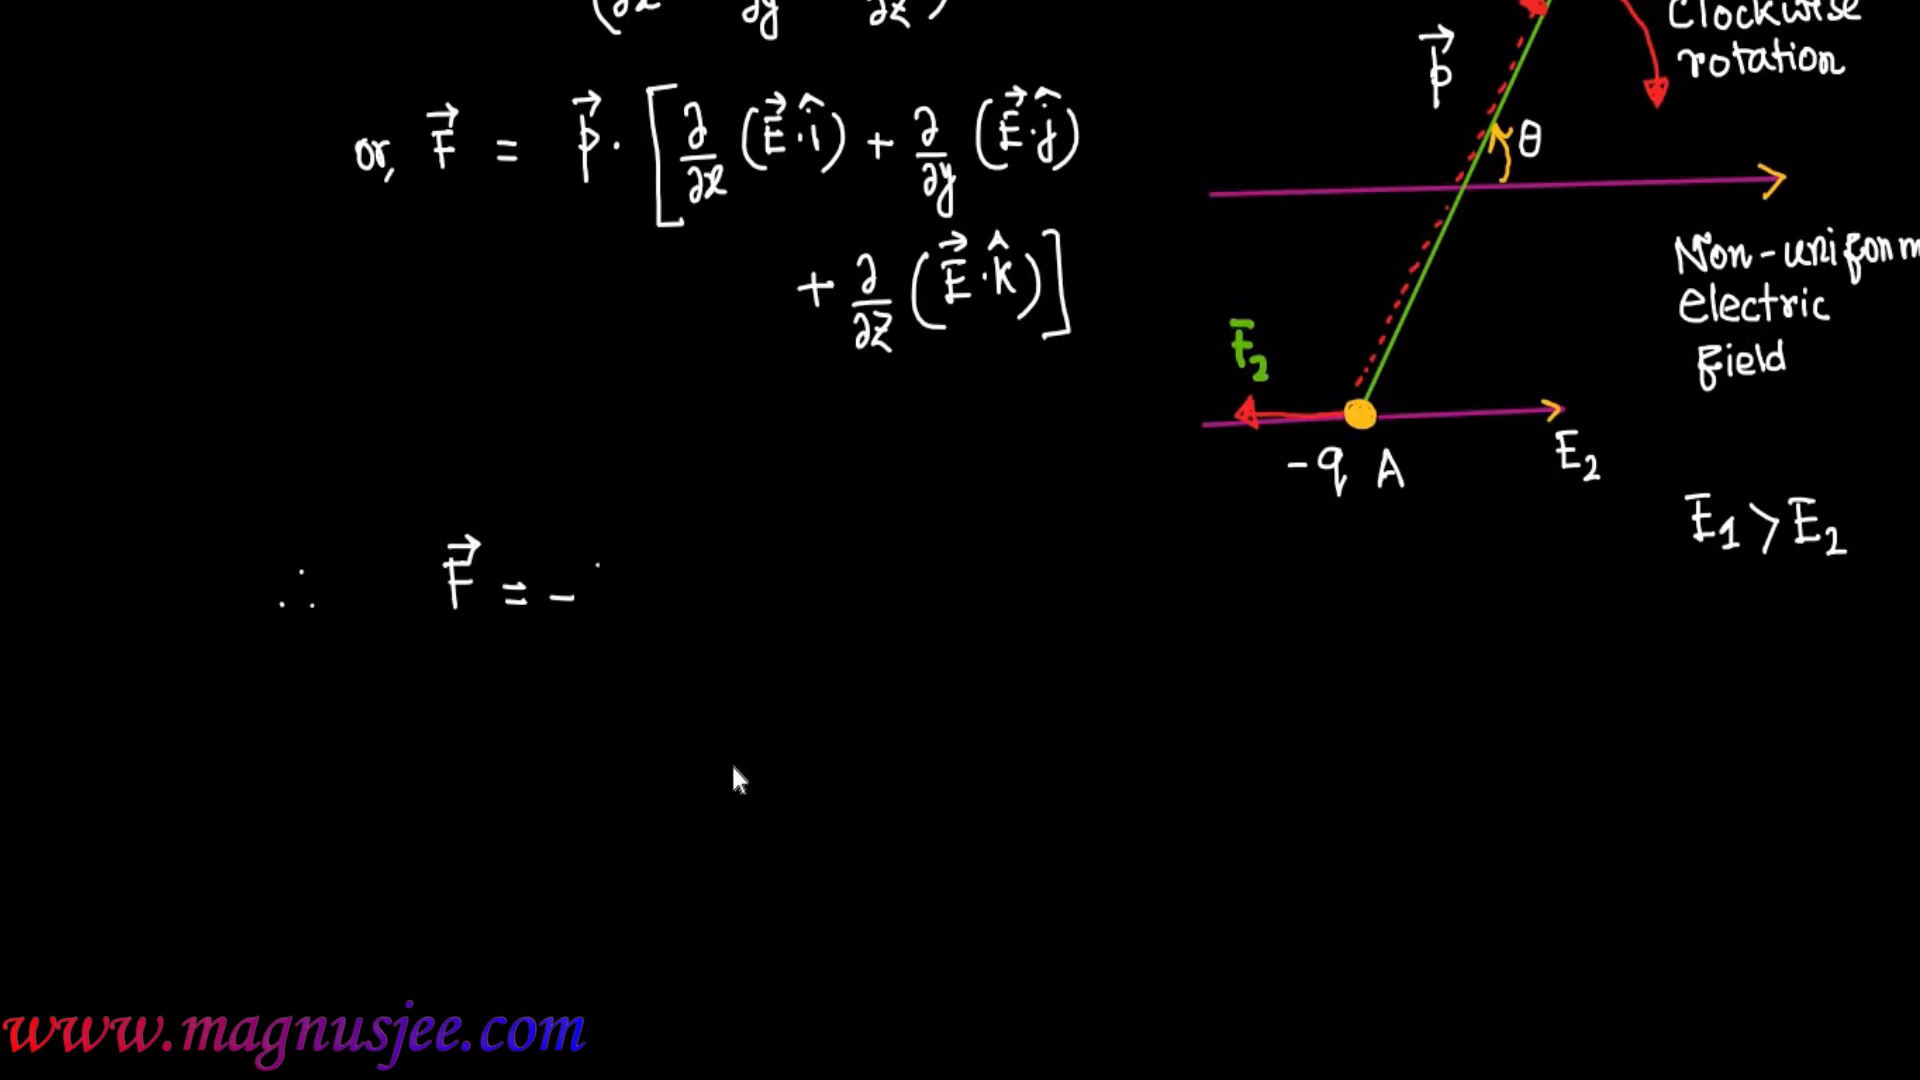 (∂x ∂y ∂z)
Clockwise
rotation
p⃗
or, F⃗ = p⃗ · [ ∂/∂x (E⃗·î) + ∂/∂y (E⃗·ĵ)
+ ∂/∂z (E⃗·k̂) ]
θ
Non-uniform
electric
field
F₂
-q A
E₂
E₁ > E₂
∴ F⃗ = -
www.magnusjee.com